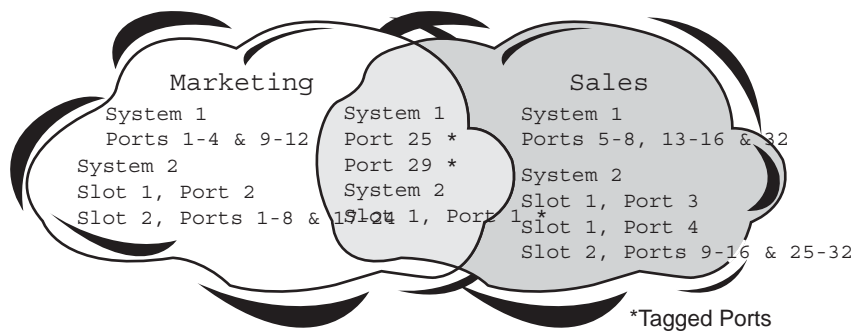 Marketing
System 1
Ports 1-4 & 9-12
System 2
Slot 1, Port 2
Slot 2, Ports 1-8 & 17-24
System 1
Port 25 *
Port 29 *
System 2
Slot 1, Port 1 *
Sales
System 1
Ports 5-8, 13-16 & 32
System 2
Slot 1, Port 3
Slot 1, Port 4
Slot 2, Ports 9-16 & 25-32
*Tagged Ports